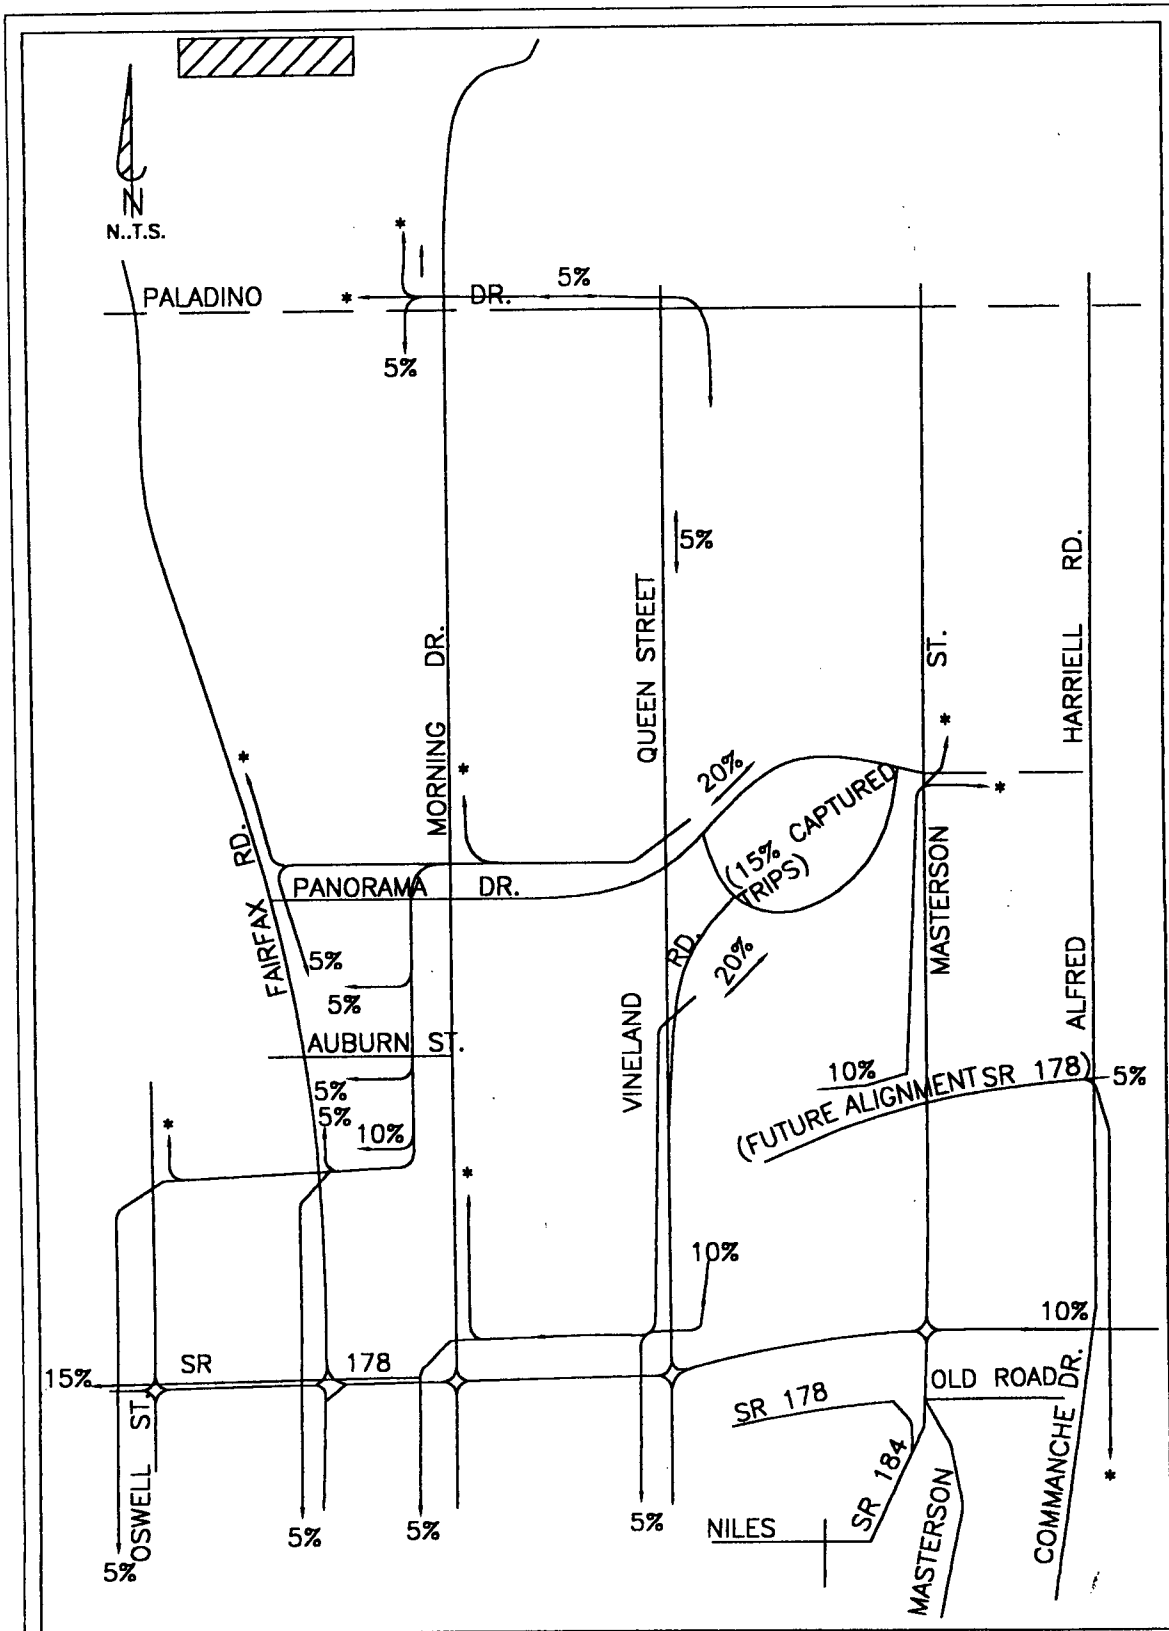 N
N..T.S.
*
PALADINO
*
DR.
5%
5%
5%
QUEEN STREET
MORNING DR.
ST.
HARRIELL RD.
*
*
*
*
20%
(15% CAPTURED
TRIPS)
FAIRFAX RD.
PANORAMA DR.
MASTERSON
5%
5%
RD.
20%
VINELAND
ALFRED
AUBURN ST.
5%
5%
10%
10%
(FUTURE ALIGNMENT SR 178)
5%
*
*
10%
10%
15%
SR 178
OLD ROAD
SR 178
OSWELL ST.
SR 184
MASTERSON
COMMANCHE DR.
*
NILES
5%
5%
5%
5%